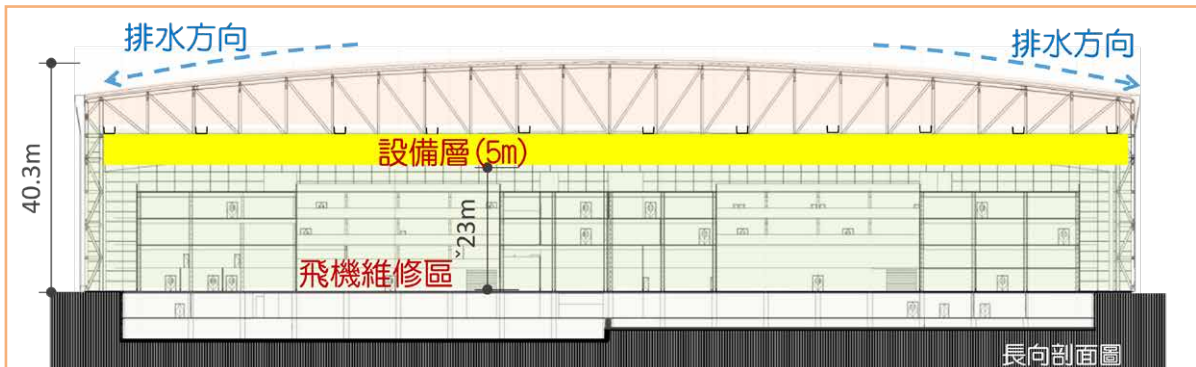 排水方向
排水方向
設備層(5m)
40.3m
ˇ23m
飛機維修區
長向剖面圖